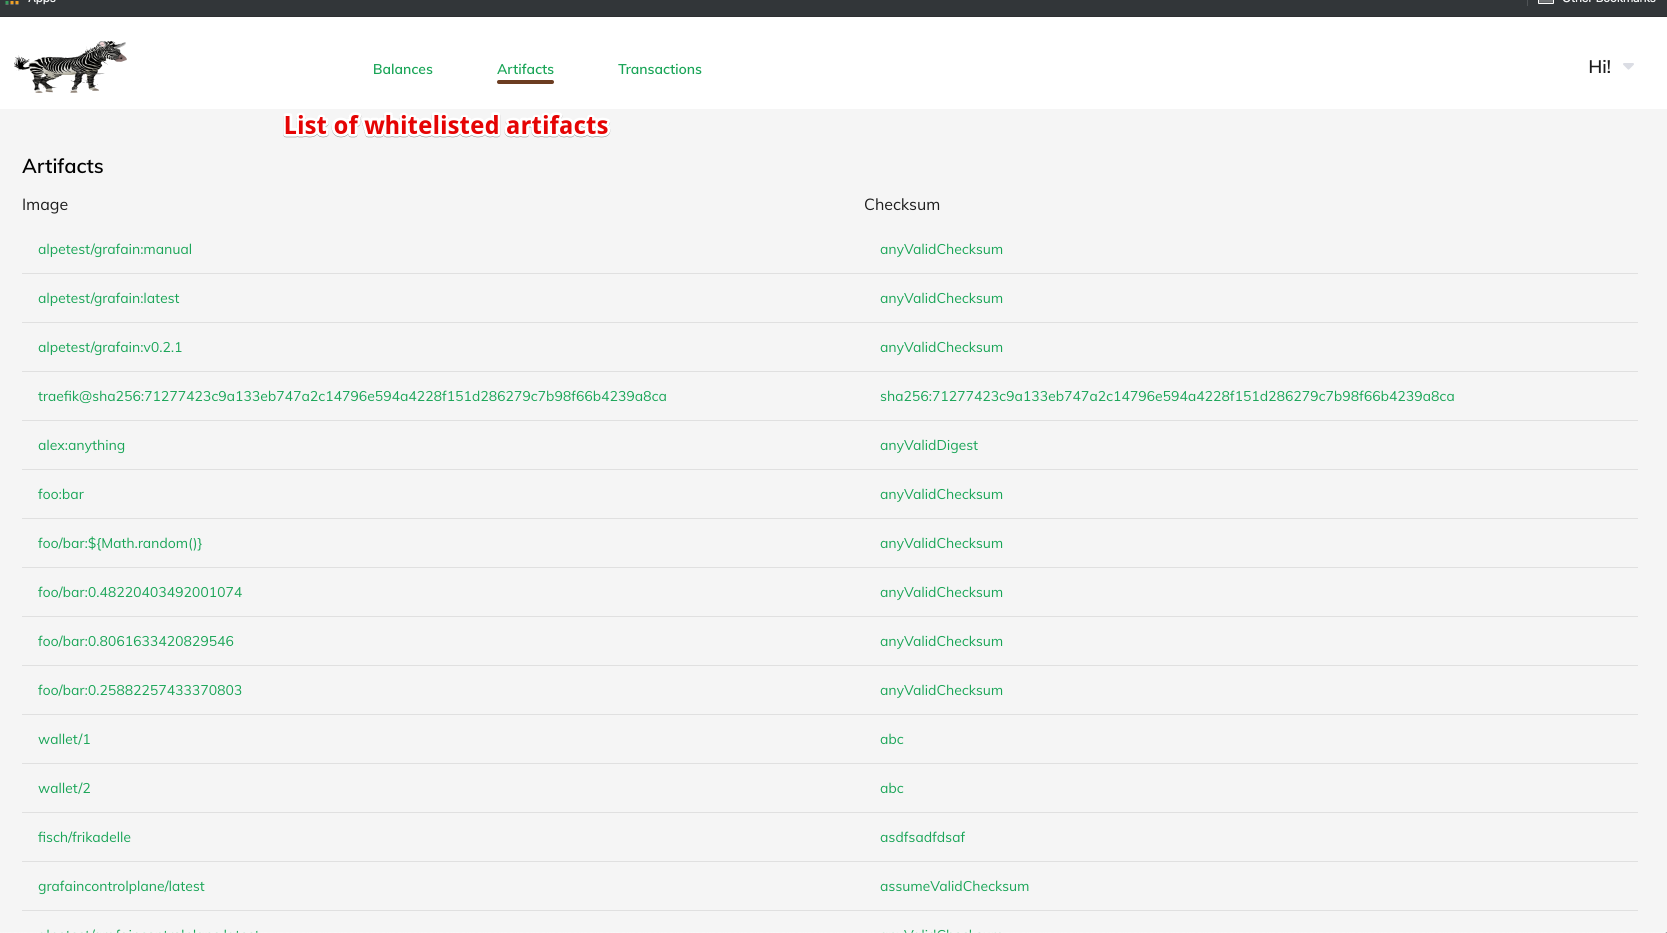 Apps
Other Bookmarks
Balances
Artifacts
Transactions
Hi!
List of whitelisted artifacts
Artifacts
Image Checksum
alpetest/grafain:manual anyValidChecksum
alpetest/grafain:latest anyValidChecksum
alpetest/grafain:v0.2.1 anyValidChecksum
traefik@sha256:71277423c9a133eb747a2c14796e594a4228f151d286279c7b98f66b4239a8ca sha256:71277423c9a133eb747a2c14796e594a4228f151d286279c7b98f66b4239a8ca
alex:anything anyValidDigest
foo:bar anyValidChecksum
foo/bar:${Math.random()} anyValidChecksum
foo/bar:0.48220403492001074 anyValidChecksum
foo/bar:0.8061633420829546 anyValidChecksum
foo/bar:0.25882257433370803 anyValidChecksum
wallet/1 abc
wallet/2 abc
fisch/frikadelle asdfsadfdsaf
grafaincontrolplane/latest assumeValidChecksum